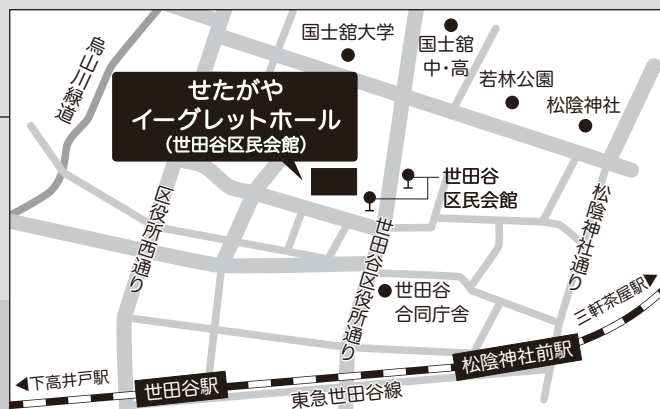 国士舘大学
国士舘
中・高
烏山川緑道
若林公園
松陰神社
せたがや
イーグレットホール
(世田谷区民会館)
世田谷
区民会館
区役所西通り
世田谷区役所通り
松陰神社通り
世田谷
合同庁舎
三軒茶屋駅▶
松陰神社前駅
◀下高井戸駅
世田谷駅
東急世田谷線